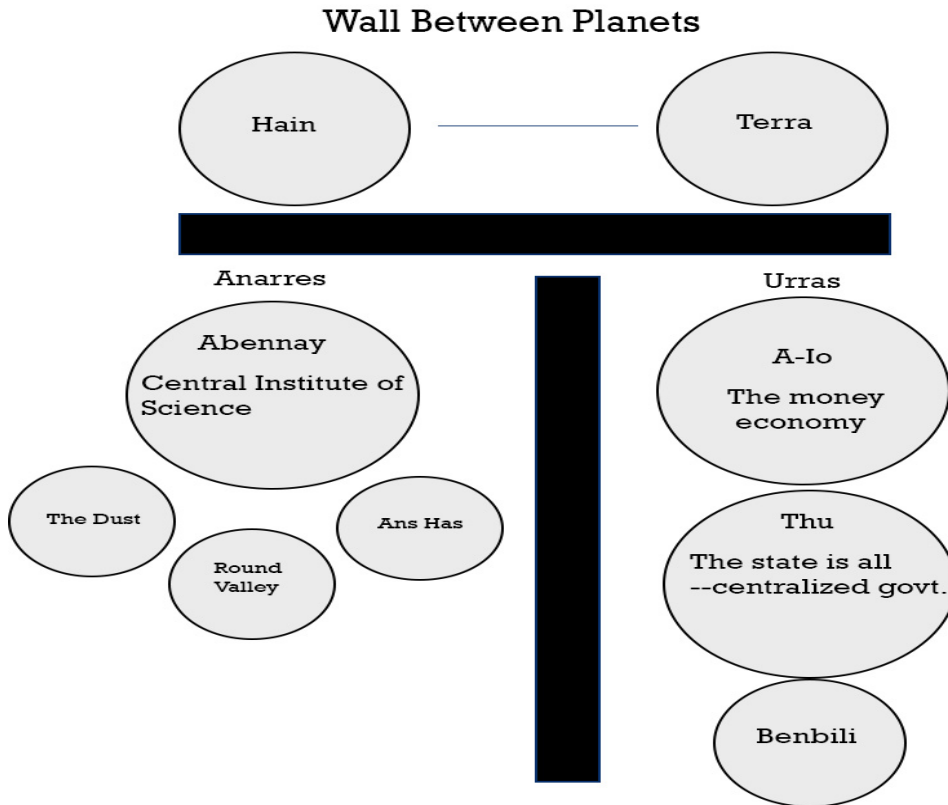 Wall Between Planets
Hain
Terra
Anarres
Urras
Abennay
Central Institute of
Science
A-Io
The money
economy
The Dust
Ans Has
Round
Valley
Thu
The state is all
--centralized govt.
Benbili